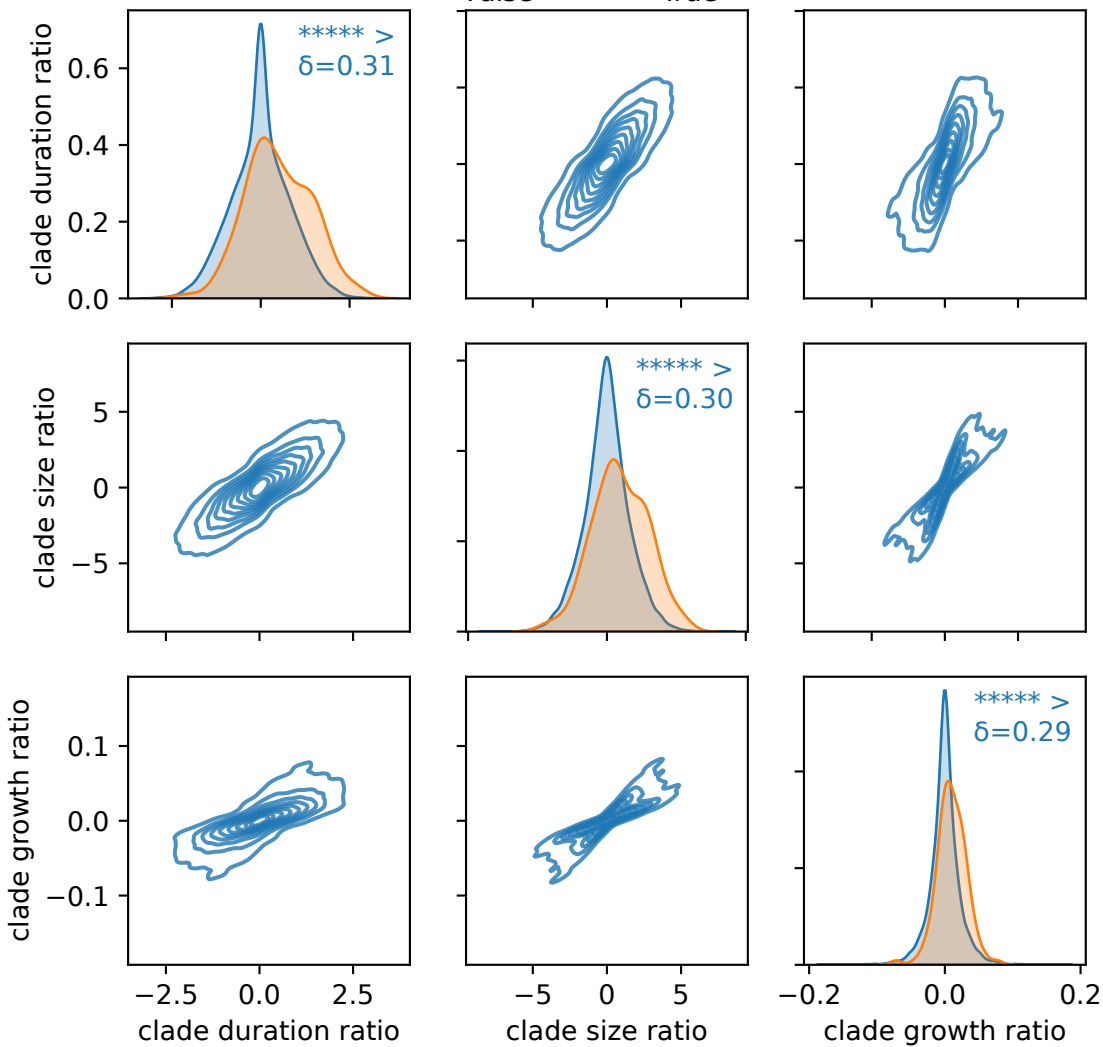 False True
***** >
δ=0.31
clade duration ratio
0.6
0.4
0.2
0.0
***** >
δ=0.30
clade size ratio
5
0
−5
***** >
δ=0.29
clade growth ratio
0.1
0.0
−0.1
−2.5 0.0 2.5
−5 0 5
−0.2 0.0 0.2
clade duration ratio
clade size ratio
clade growth ratio